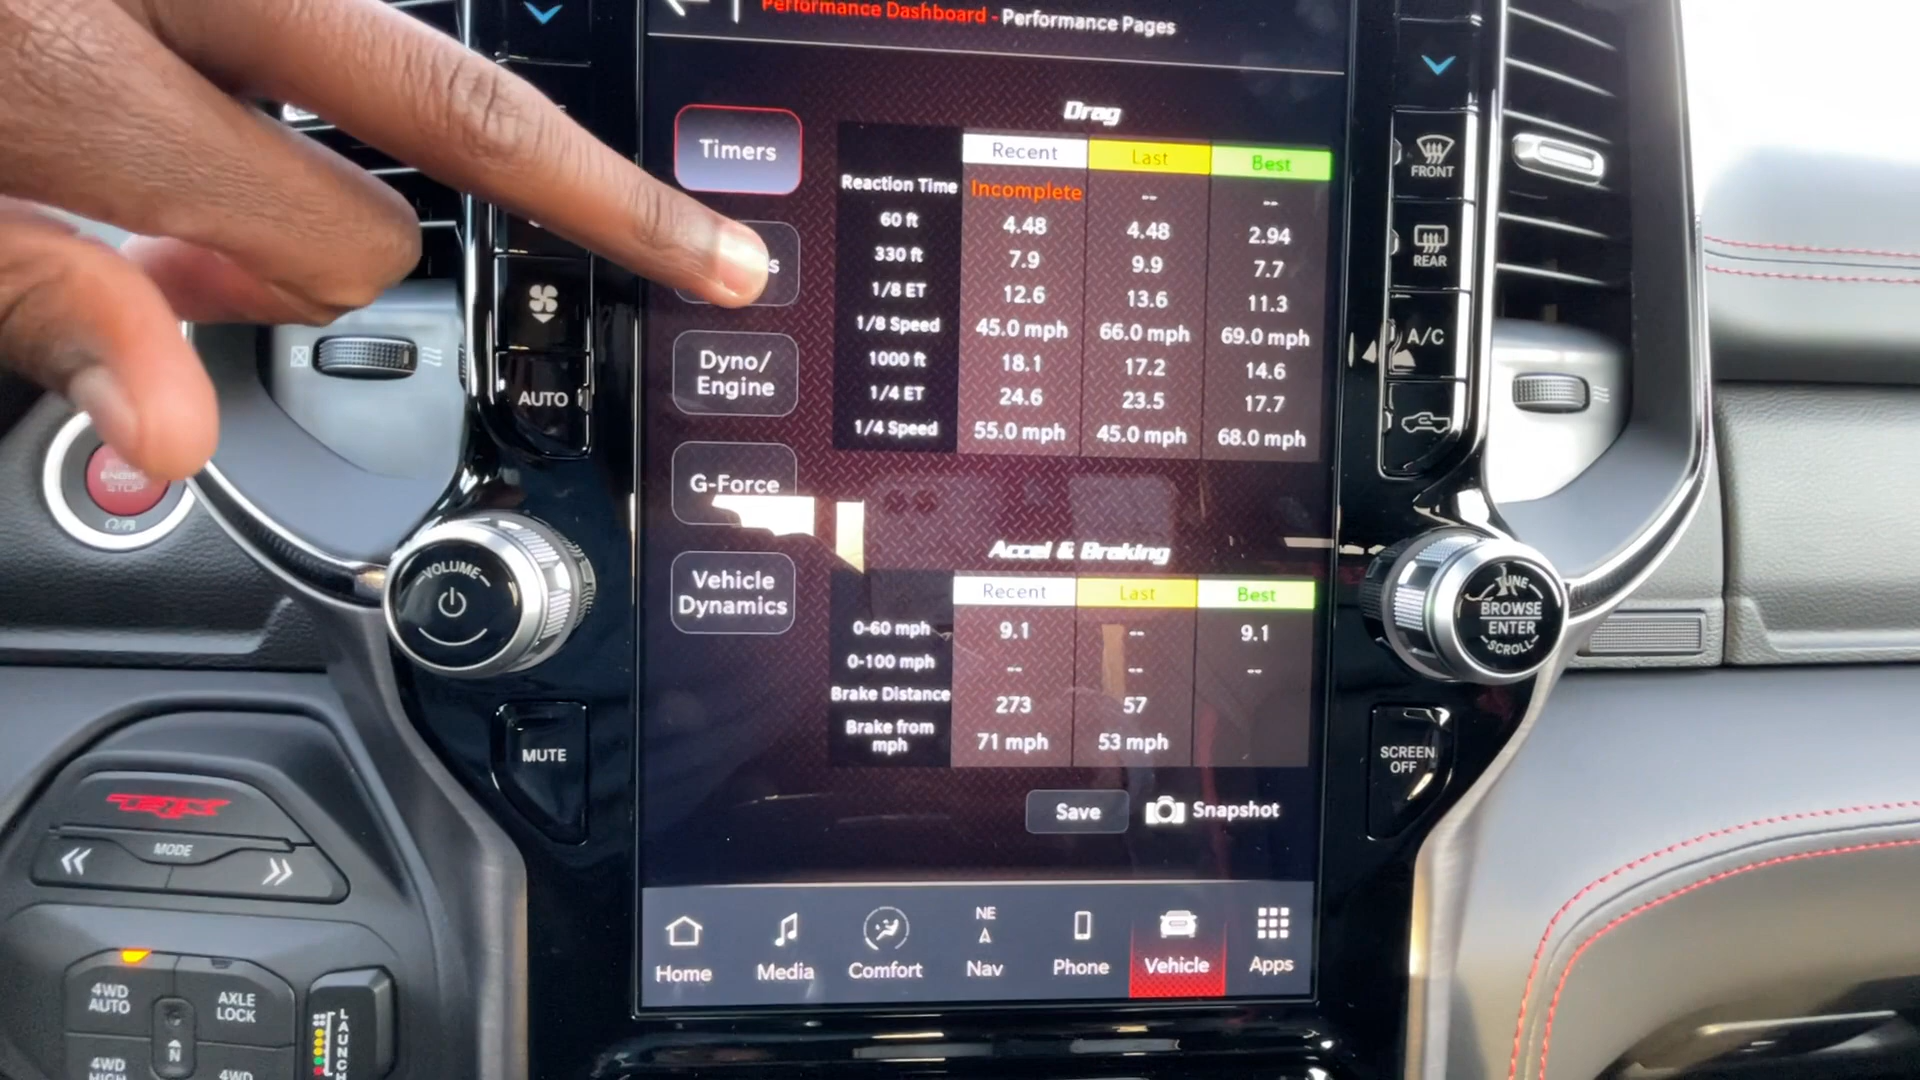 Performance Dashboard - Performance Pages
Timers
Dyno/
Engine
G-Force
Vehicle
Dynamics
Drag
Recent Last Best
Reaction Time Incomplete -- --
60 ft 4.48 4.48 2.94
330 ft 7.9 9.9 7.7
1/8 ET 12.6 13.6 11.3
1/8 Speed 45.0 mph 66.0 mph 69.0 mph
1000 ft 18.1 17.2 14.6
1/4 ET 24.6 23.5 17.7
1/4 Speed 55.0 mph 45.0 mph 68.0 mph
Accel & Braking
Recent Last Best
0-60 mph 9.1 -- 9.1
0-100 mph -- -- --
Brake Distance 273 57
Brake from
mph 71 mph 53 mph
Save Snapshot
Home Media Comfort NE Nav Phone Vehicle Apps
AUTO
VOLUME
MUTE
FRONT
REAR
A/C
TUNE
BROWSE
ENTER
SCROLL
SCREEN
OFF
ENGINE
STOP
TRX
MODE
4WD
AUTO
AXLE
LOCK
N
4WD
HIGH
4WD
LAUNCH